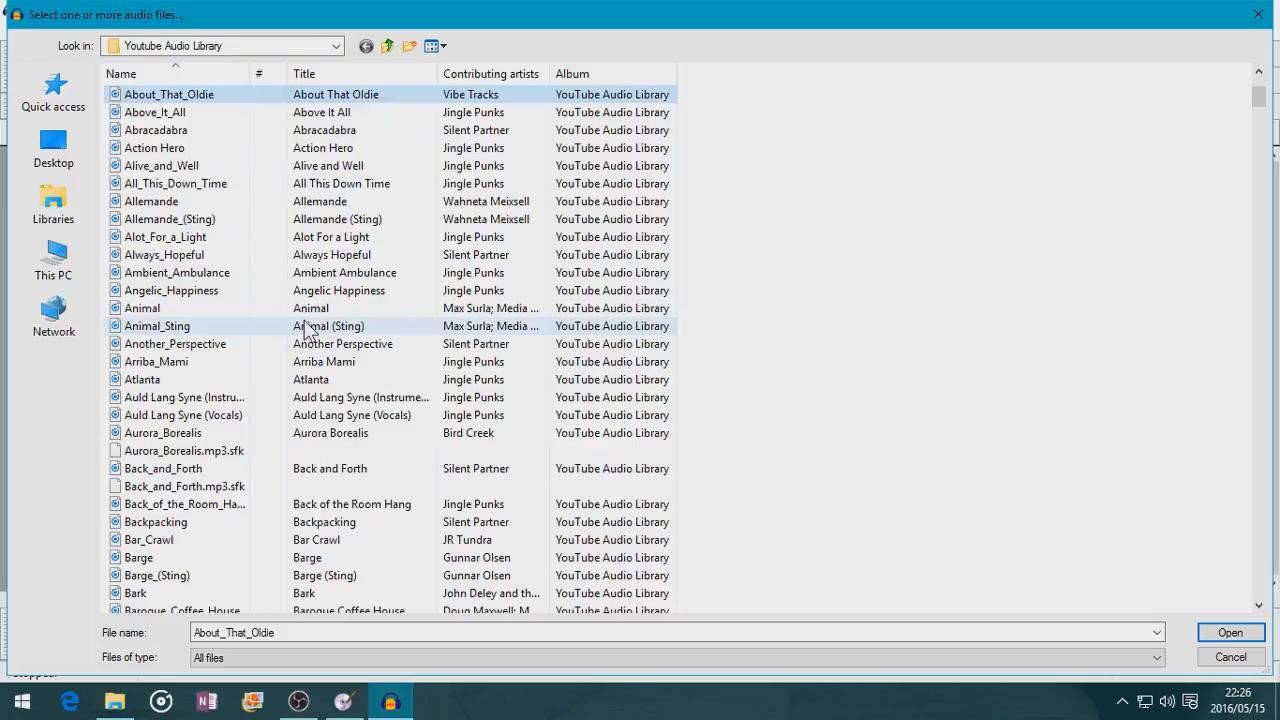 Select one or more audio files...
Look in: Youtube Audio Library
Name # Title Contributing artists Album
Quick access
Desktop
Libraries
This PC
Network
About_That_Oldie About That Oldie Vibe Tracks YouTube Audio Library
Above_It_All Above It All Jingle Punks YouTube Audio Library
Abracadabra Abracadabra Silent Partner YouTube Audio Library
Action Hero Action Hero Jingle Punks YouTube Audio Library
Alive_and_Well Alive and Well Jingle Punks YouTube Audio Library
All_This_Down_Time All This Down Time Jingle Punks YouTube Audio Library
Allemande Allemande Wahneta Meixsell YouTube Audio Library
Allemande_(Sting) Allemande (Sting) Wahneta Meixsell YouTube Audio Library
Alot_For_a_Light Alot For a Light Jingle Punks YouTube Audio Library
Always_Hopeful Always Hopeful Silent Partner YouTube Audio Library
Ambient_Ambulance Ambient Ambulance Jingle Punks YouTube Audio Library
Angelic_Happiness Angelic Happiness Jingle Punks YouTube Audio Library
Animal Animal Max Surla; Media ... YouTube Audio Library
Animal_Sting Animal (Sting) Max Surla; Media ... YouTube Audio Library
Another_Perspective Another Perspective Silent Partner YouTube Audio Library
Arriba_Mami Arriba Mami Jingle Punks YouTube Audio Library
Atlanta Atlanta Jingle Punks YouTube Audio Library
Auld Lang Syne (Instru... Auld Lang Syne (Instrume... Jingle Punks YouTube Audio Library
Auld Lang Syne (Vocals) Auld Lang Syne (Vocals) Jingle Punks YouTube Audio Library
Aurora_Borealis Aurora Borealis Bird Creek YouTube Audio Library
Aurora_Borealis.mp3.sfk
Back_and_Forth Back and Forth Silent Partner YouTube Audio Library
Back_and_Forth.mp3.sfk
Back_of_the_Room_Ha... Back of the Room Hang Jingle Punks YouTube Audio Library
Backpacking Backpacking Silent Partner YouTube Audio Library
Bar_Crawl Bar Crawl JR Tundra YouTube Audio Library
Barge Barge Gunnar Olsen YouTube Audio Library
Barge_(Sting) Barge (Sting) Gunnar Olsen YouTube Audio Library
Bark Bark John Deley and th... YouTube Audio Library
Baroque_Coffee_House Baroque Coffee House Doug Maxwell; M... YouTube Audio Library
File name: About_That_Oldie Open
Files of type: All files Cancel
22:26
2016/05/15